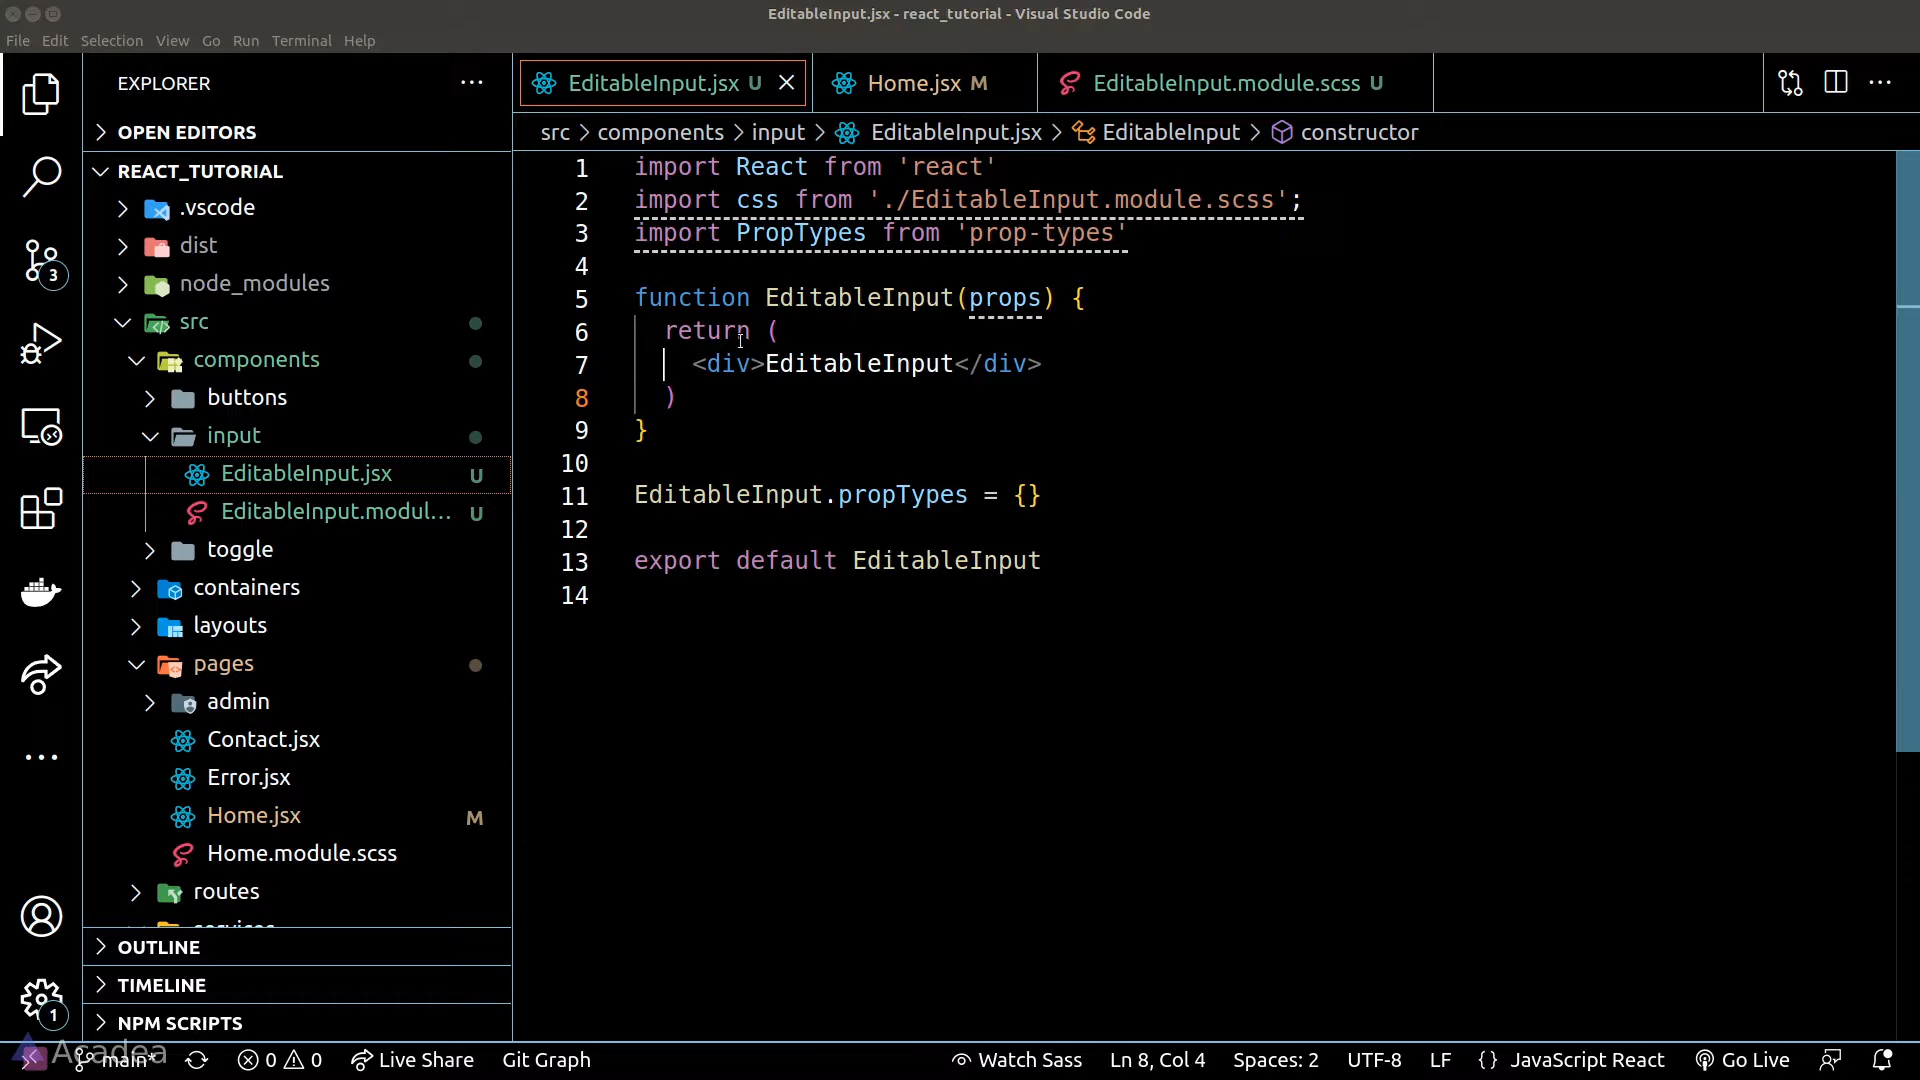 EditableInput.jsx - react_tutorial - Visual Studio Code
File Edit Selection View Go Run Terminal Help
EXPLORER
OPEN EDITORS
REACT_TUTORIAL
.vscode
dist
node_modules
src
components
buttons
input
EditableInput.jsx U
EditableInput.modul... U
toggle
containers
layouts
pages
admin
Contact.jsx
Error.jsx
Home.jsx M
Home.module.scss
routes
services
OUTLINE
TIMELINE
NPM SCRIPTS
3
1
EditableInput.jsx U Home.jsx M EditableInput.module.scss U
src > components > input > EditableInput.jsx > EditableInput > constructor
1 import React from 'react'
2 import css from './EditableInput.module.scss';
3 import PropTypes from 'prop-types'
4
5 function EditableInput(props) {
6 return (
7 <div>EditableInput</div>
8 )
9 }
10
11 EditableInput.propTypes = {}
12
13 export default EditableInput
14
Acadea
main* 0 0 Live Share Git Graph Watch Sass Ln 8, Col 4 Spaces: 2 UTF-8 LF {} JavaScript React Go Live